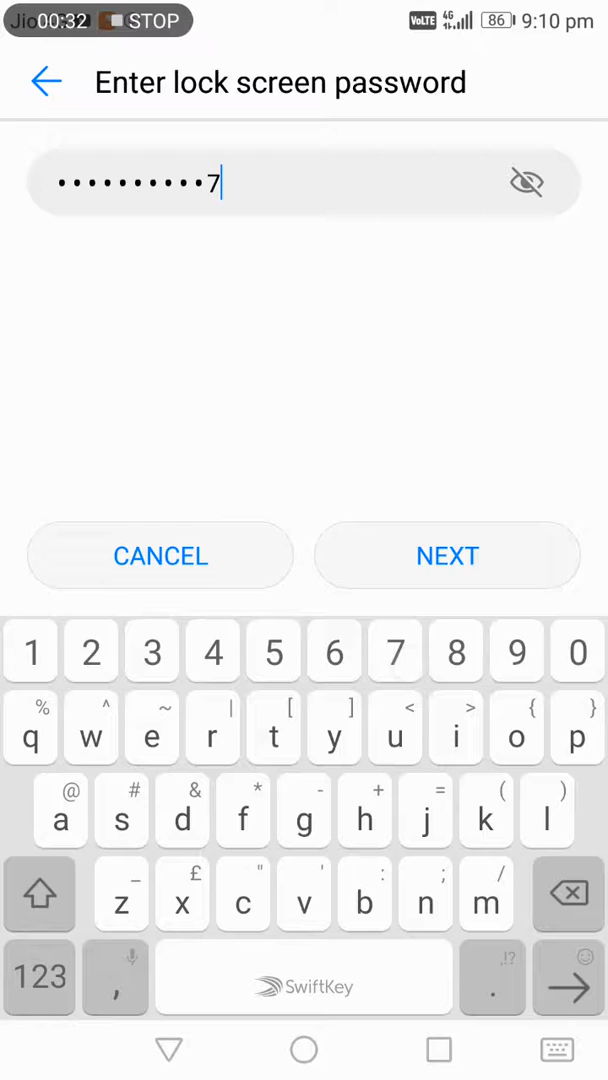 Jio 00:32 STOP VoLTE 4G 86 9:10 pm
Enter lock screen password
••••••••••7
CANCEL NEXT
1 2 3 4 5 6 7 8 9 0
% ^ ~ | [ ] < > { }
q w e r t y u i o p
@ # & * - + = ( )
a s d f g h j k l
_ £ " ' : ; /
z x c v b n m
123 , SwiftKey .!? .